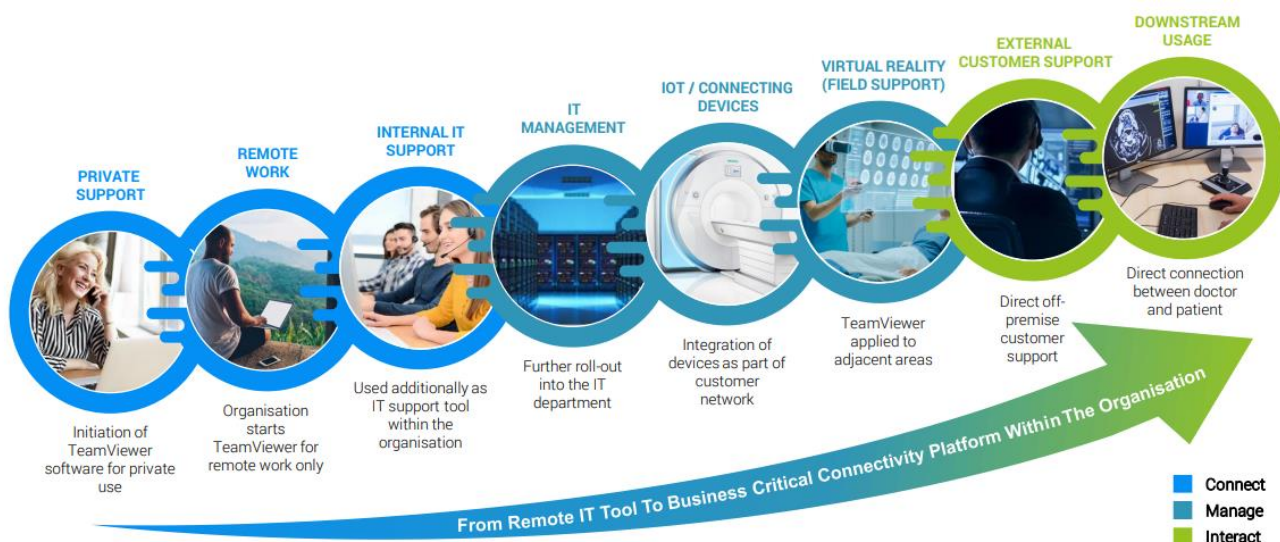 PRIVATE
SUPPORT
Initiation of
TeamViewer
software for private
use
REMOTE
WORK
Organisation
starts
TeamViewer for
remote work only
INTERNAL IT
SUPPORT
Used additionally as
IT support tool
within the
organisation
IT
MANAGEMENT
Further roll-out
into the IT
department
IOT / CONNECTING
DEVICES
Integration of
devices as part of
customer
network
VIRTUAL REALITY
(FIELD SUPPORT)
TeamViewer
applied to
adjacent areas
EXTERNAL
CUSTOMER SUPPORT
Direct off-
premise
customer
support
DOWNSTREAM
USAGE
Direct connection
between doctor
and patient
From Remote IT Tool To Business Critical Connectivity Platform Within The Organisation
Connect
Manage
Interact